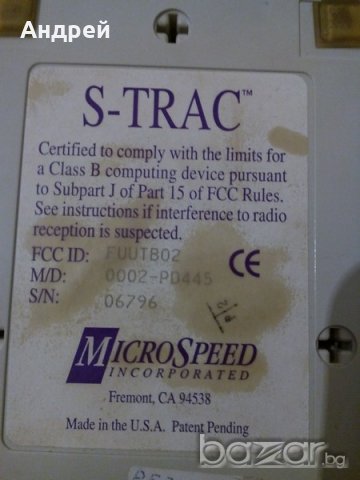 Андрей
S-TRAC™
Certified to comply with the limits for
a Class B computing device pursuant
to Subpart J of Part 15 of FCC Rules.
See instructions if interference to radio
reception is suspected.
FCC ID: FUUTB02
M/D: 0002-PD445
S/N: 06796
CE
MICROSPEED
INCORPORATED
Fremont, CA 94538
Made in the U.S.A. Patent Pending
bazar.bg